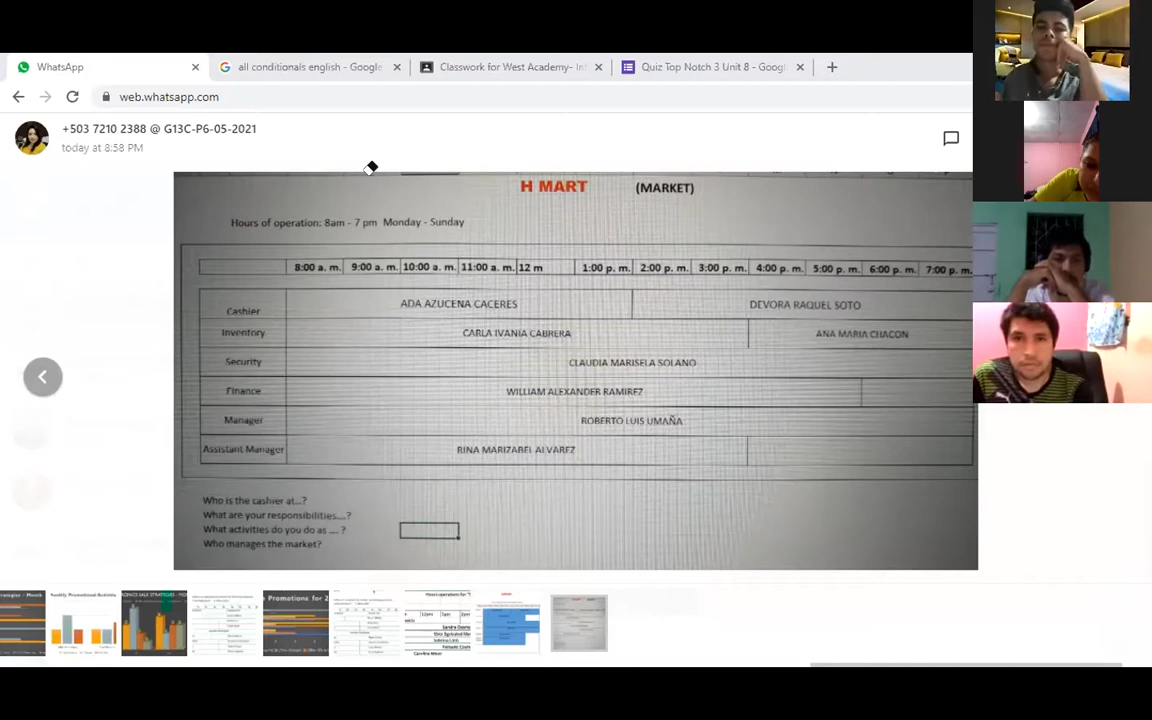 WhatsApp
all conditionals english - Google
Classwork for West Academy- In
Quiz Top Notch 3 Unit 8 - Googl
web.whatsapp.com
+503 7210 2388 @ G13C-P6-05-2021
today at 8:58 PM
H MART (MARKET)
Hours of operation: 8am - 7 pm Monday - Sunday
8:00 a. m. 9:00 a. m. 10:00 a. m. 11:00 a. m. 12 m 1:00 p. m. 2:00 p. m. 3:00 p. m. 4:00 p. m. 5:00 p. m. 6:00 p. m. 7:00 p. m.
Cashier ADA AZUCENA CACERES DEVORA RAQUEL SOTO
Inventory CARLA IVANIA CABRERA ANA MARIA CHACON
Security CLAUDIA MARISELA SOLANO
Finance WILLIAM ALEXANDER RAMIREZ
Manager ROBERTO LUIS UMAÑA
Assistant Manager RINA MARIZABEL ALVAREZ
Who is the cashier at...?
What are your responsibilities....?
What activities do you do as .... ?
Who manages the market?
Promotions for 2